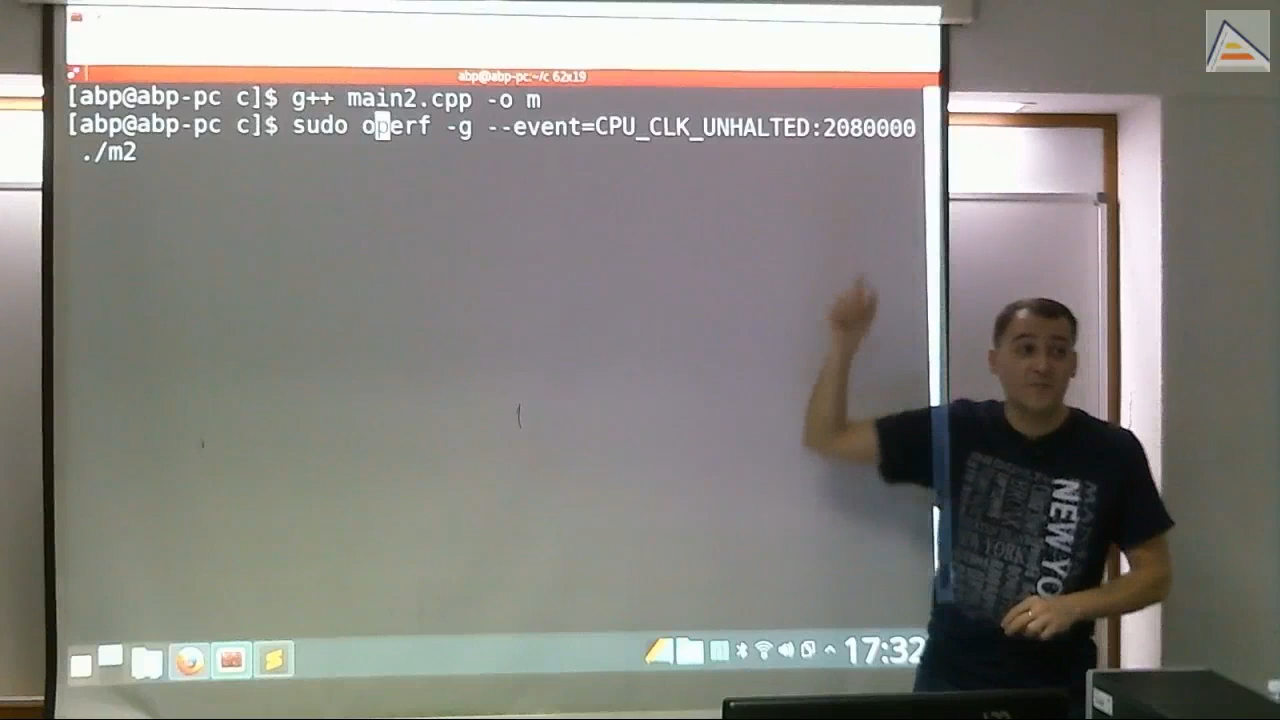 abp@abp-pc:~/c 62x19
[abp@abp-pc c]$ g++ main2.cpp -o m
[abp@abp-pc c]$ sudo operf -g --event=CPU_CLK_UNHALTED:2080000
./m2
17:32
NEW YO